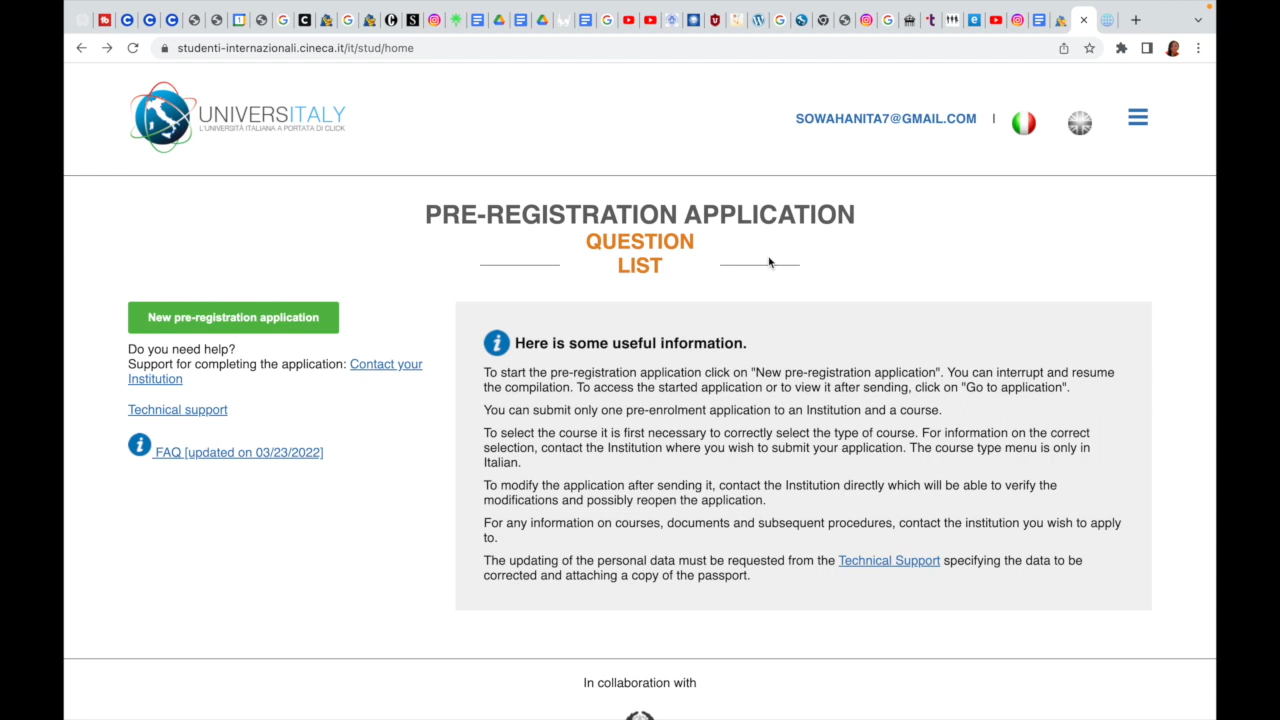 studenti-internazionali.cineca.it/it/stud/home
UNIVERSITALY
L'UNIVERSITÀ ITALIANA A PORTATA DI CLICK
SOWAHANITA7@GMAIL.COM |
PRE-REGISTRATION APPLICATION
QUESTION
LIST
New pre-registration application
Do you need help?
Support for completing the application: Contact your
Institution
Technical support
FAQ [updated on 03/23/2022]
Here is some useful information.
To start the pre-registration application click on "New pre-registration application". You can interrupt and resume
the compilation. To access the started application or to view it after sending, click on "Go to application".
You can submit only one pre-enrolment application to an Institution and a course.
To select the course it is first necessary to correctly select the type of course. For information on the correct
selection, contact the Institution where you wish to submit your application. The course type menu is only in
Italian.
To modify the application after sending it, contact the Institution directly which will be able to verify the
modifications and possibly reopen the application.
For any information on courses, documents and subsequent procedures, contact the institution you wish to apply
to.
The updating of the personal data must be requested from the Technical Support specifying the data to be
corrected and attaching a copy of the passport.
In collaboration with